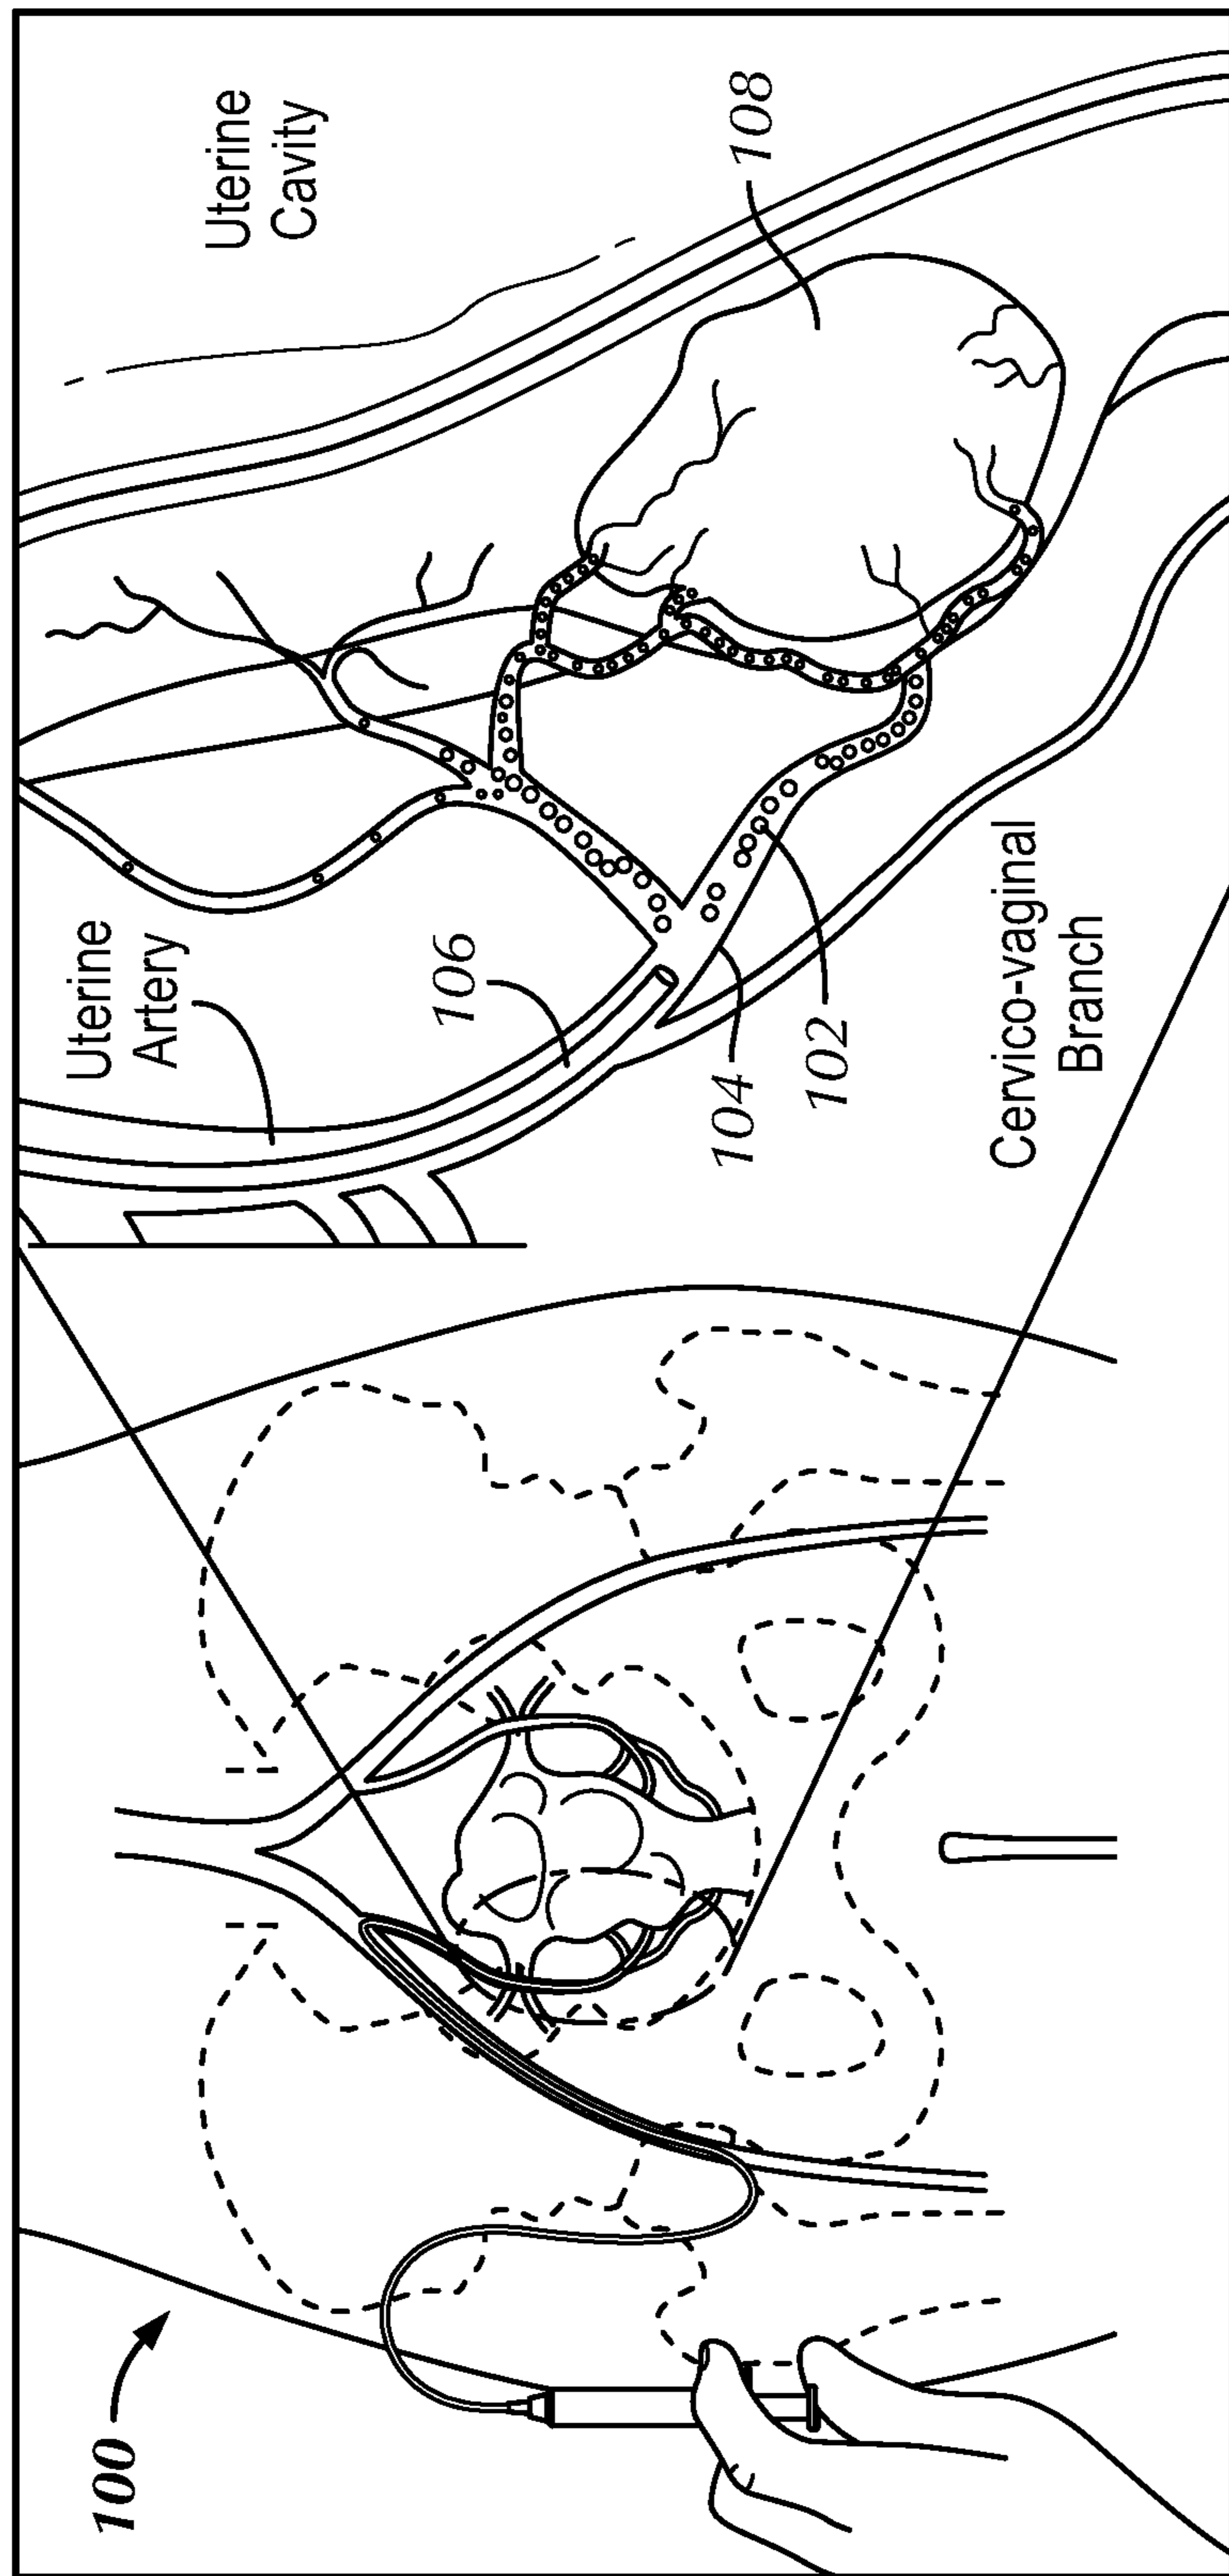 100
Uterine
Artery
106
104
102
Cervico-vaginal
Branch
Uterine
Cavity
108